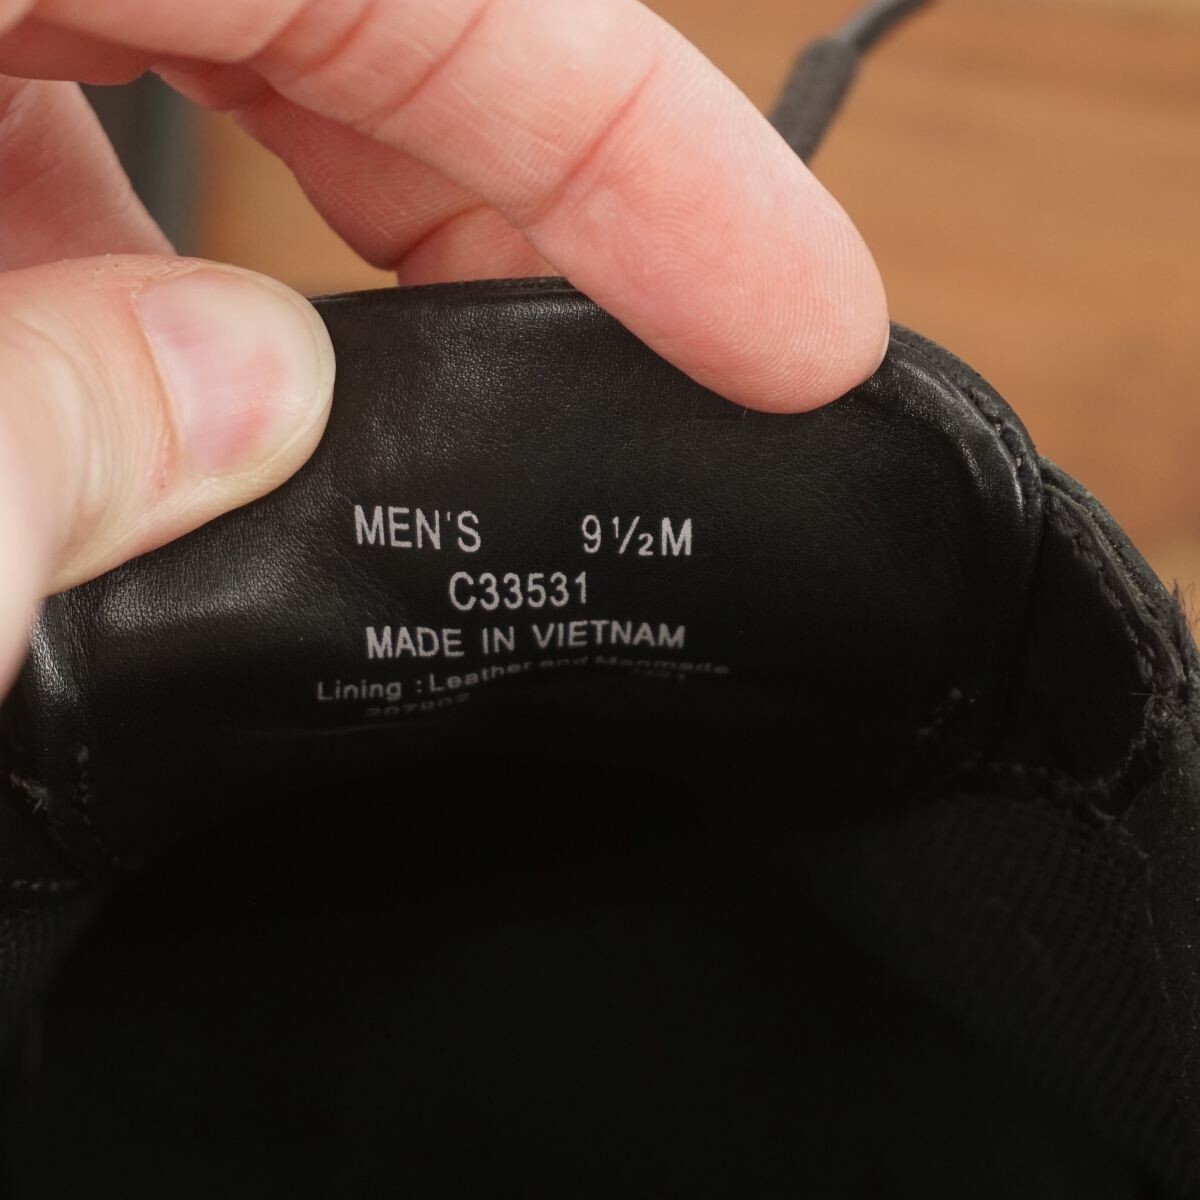 MEN'S 9½M
C33531
MADE IN VIETNAM
Lining :Leather and Manmade